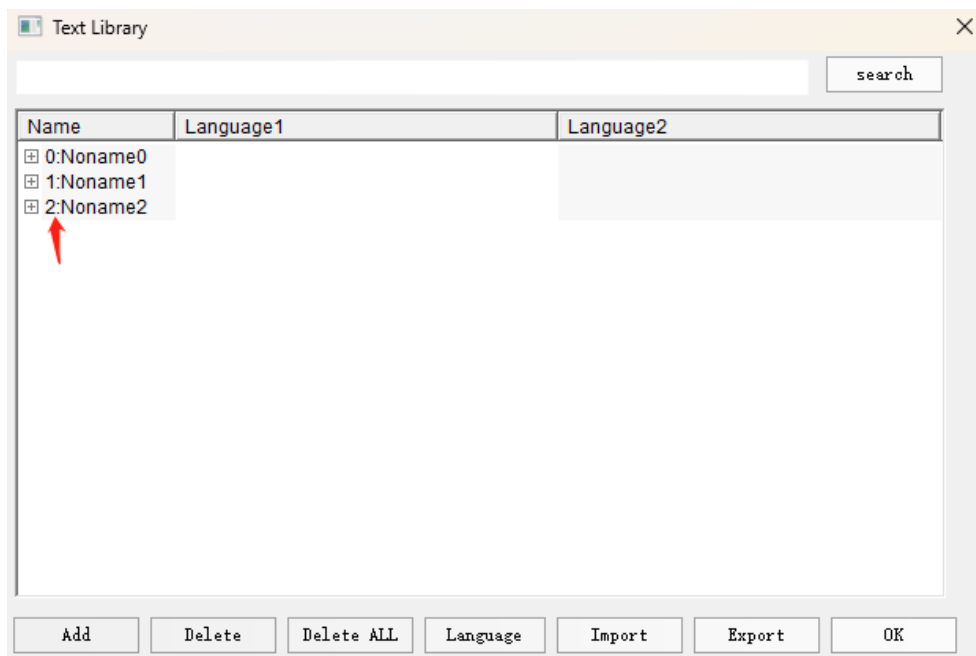 Text Library
search
Name Language1 Language2
0:Noname0
1:Noname1
2:Noname2
Add Delete Delete ALL Language Import Export OK